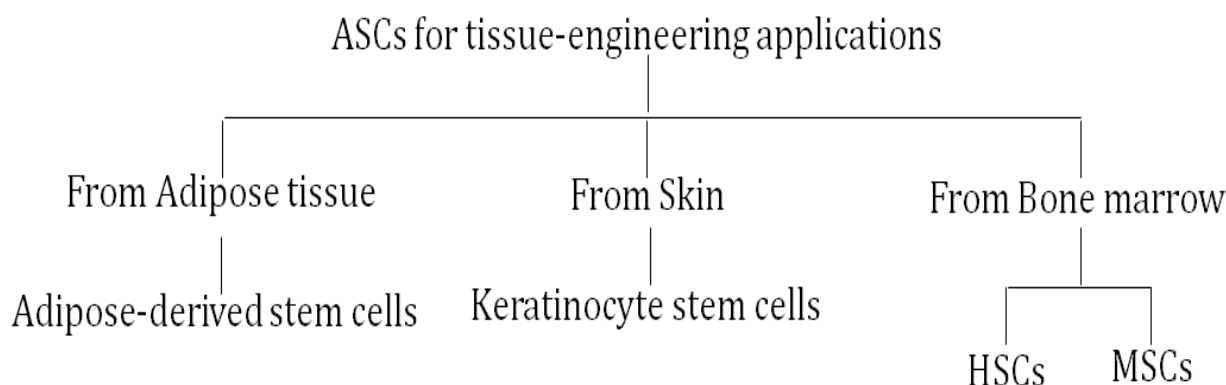 ASCs for tissue-engineering applications
From Adipose tissue
From Skin
From Bone marrow
Adipose-derived stem cells
Keratinocyte stem cells
HSCs
MSCs